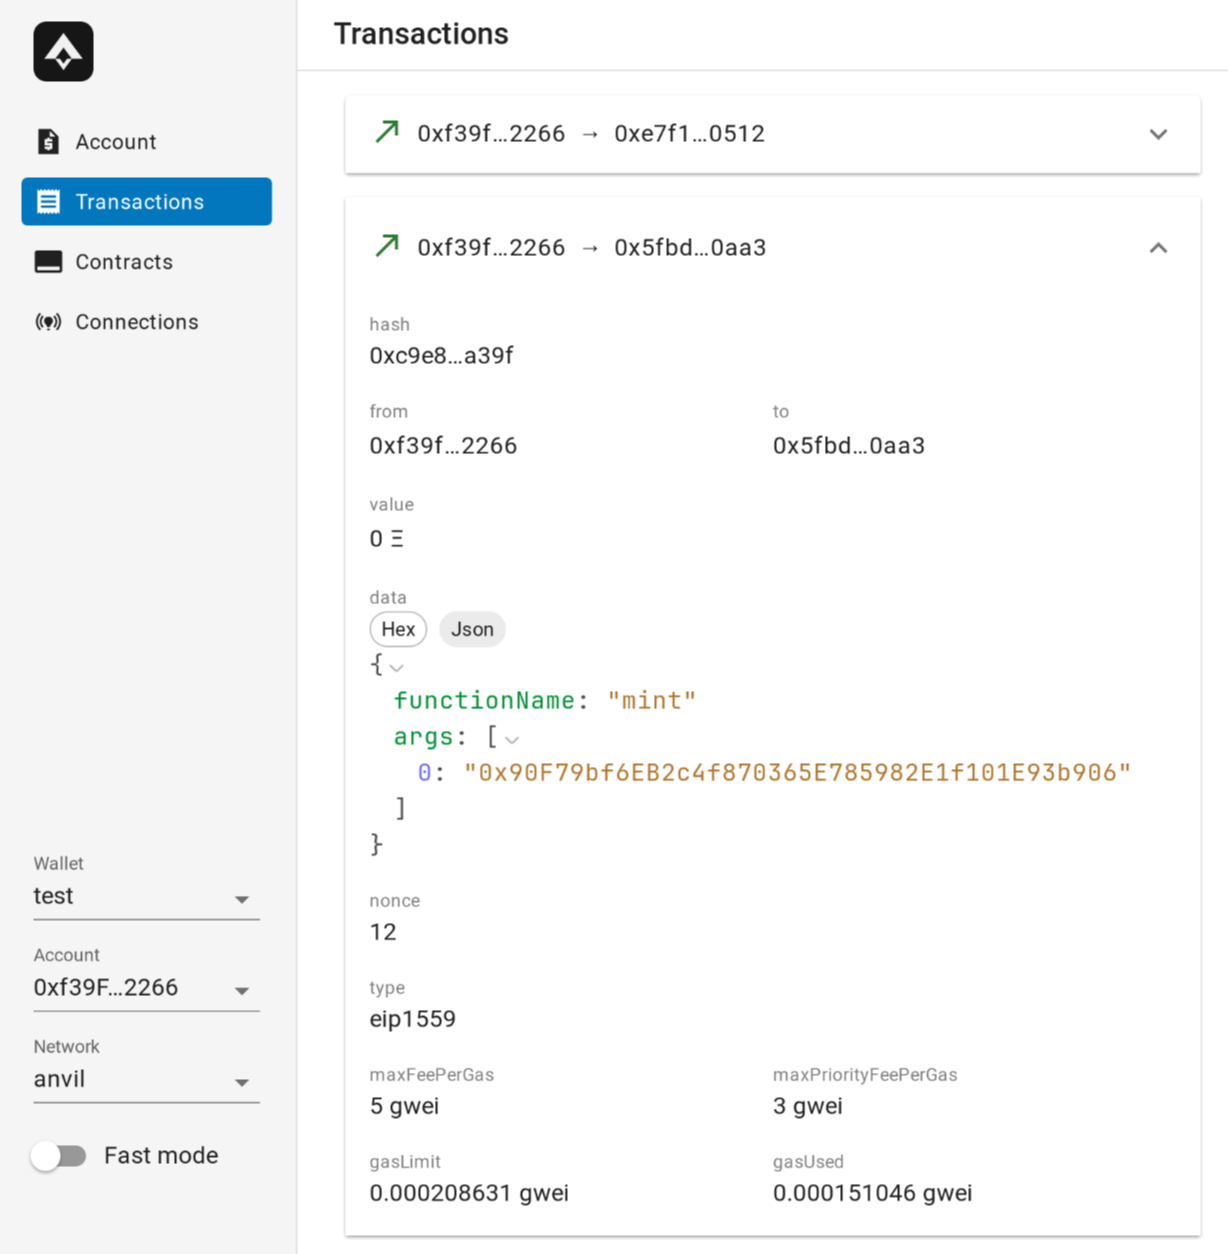 Transactions
Account
Transactions
Contracts
Connections
Wallet
test
Account
0xf39F...2266
Network
anvil
Fast mode
0xf39f...2266 → 0xe7f1...0512
0xf39f...2266 → 0x5fbd...0aa3
hash
0xc9e8...a39f
from to
0xf39f...2266 0x5fbd...0aa3
value
0 Ξ
data
Hex Json
{
functionName: "mint"
args: [
0: "0x90F79bf6EB2c4f870365E785982E1f101E93b906"
]
}
nonce
12
type
eip1559
maxFeePerGas maxPriorityFeePerGas
5 gwei 3 gwei
gasLimit gasUsed
0.000208631 gwei 0.000151046 gwei